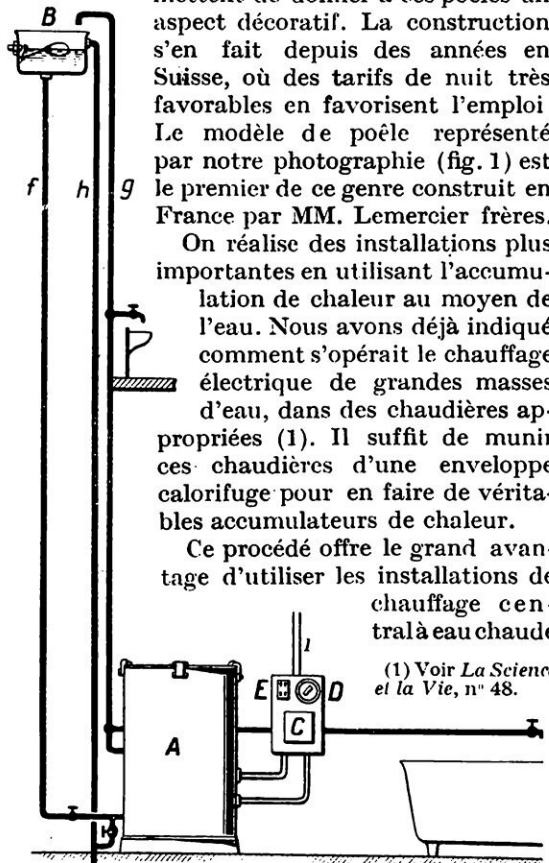 aspect décoratif. La construction
s'en fait depuis des années en
Suisse, où des tarifs de nuit très
favorables en favorisent l'emploi
Le modèle de poêle représenté
par notre photographie (fig. 1) est
le premier de ce genre construit en
France par MM. Lemercier frères.
On réalise des installations plus
importantes en utilisant l'accumu-
lation de chaleur au moyen de
l'eau. Nous avons déjà indiqué
comment s'opérait le chauffage
électrique de grandes masses
d'eau, dans des chaudières ap-
propriées (1). Il suffit de munir
ces chaudières d'une enveloppe
calorifuge pour en faire de vérita-
bles accumulateurs de chaleur.
Ce procédé offre le grand avan-
tage d'utiliser les installations de
chauffage cen-
tral à eau chaude
(1) Voir La Science
et la Vie, n° 48.
B
f h g
l
E D
C
A